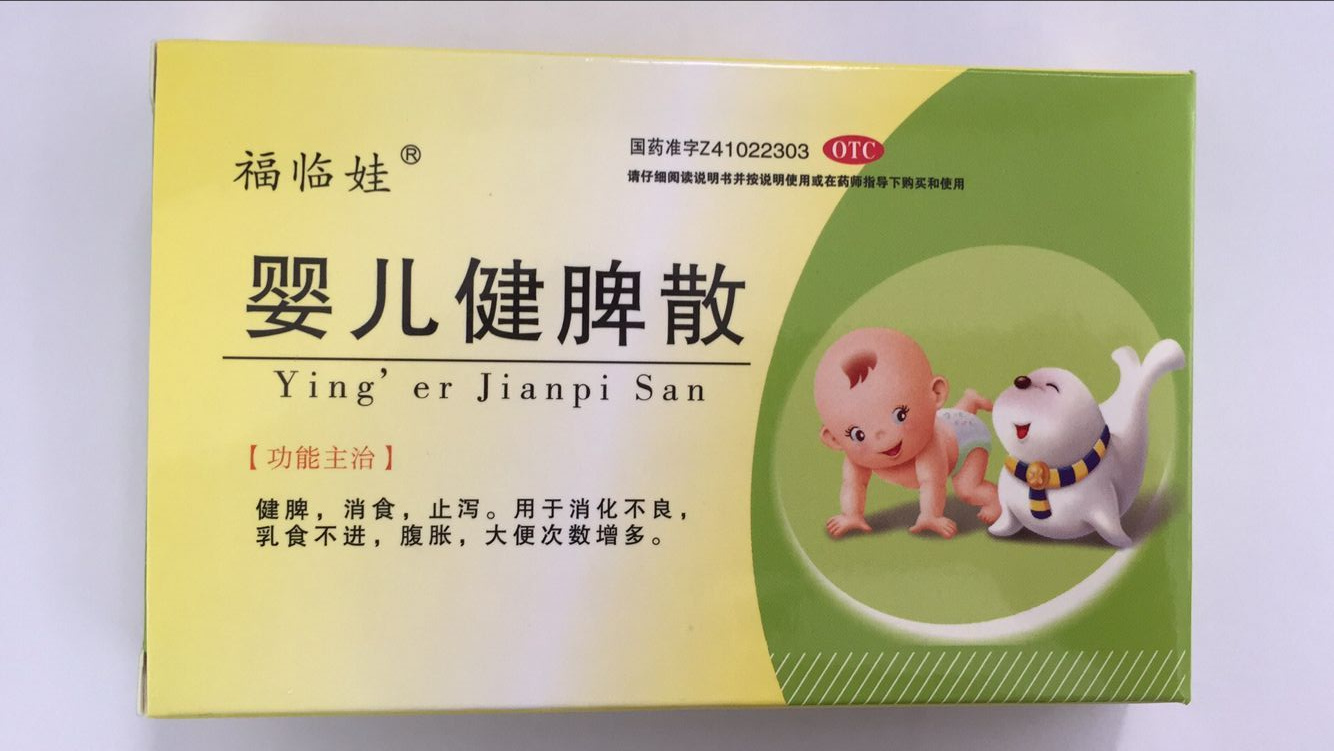 福临娃®
国药准字Z41022303 OTC
请仔细阅读说明书并按说明使用或在药师指导下购买和使用
婴儿健脾散
Ying'er Jianpi San
【功能主治】
健脾，消食，止泻。用于消化不良，
乳食不进，腹胀，大便次数增多。